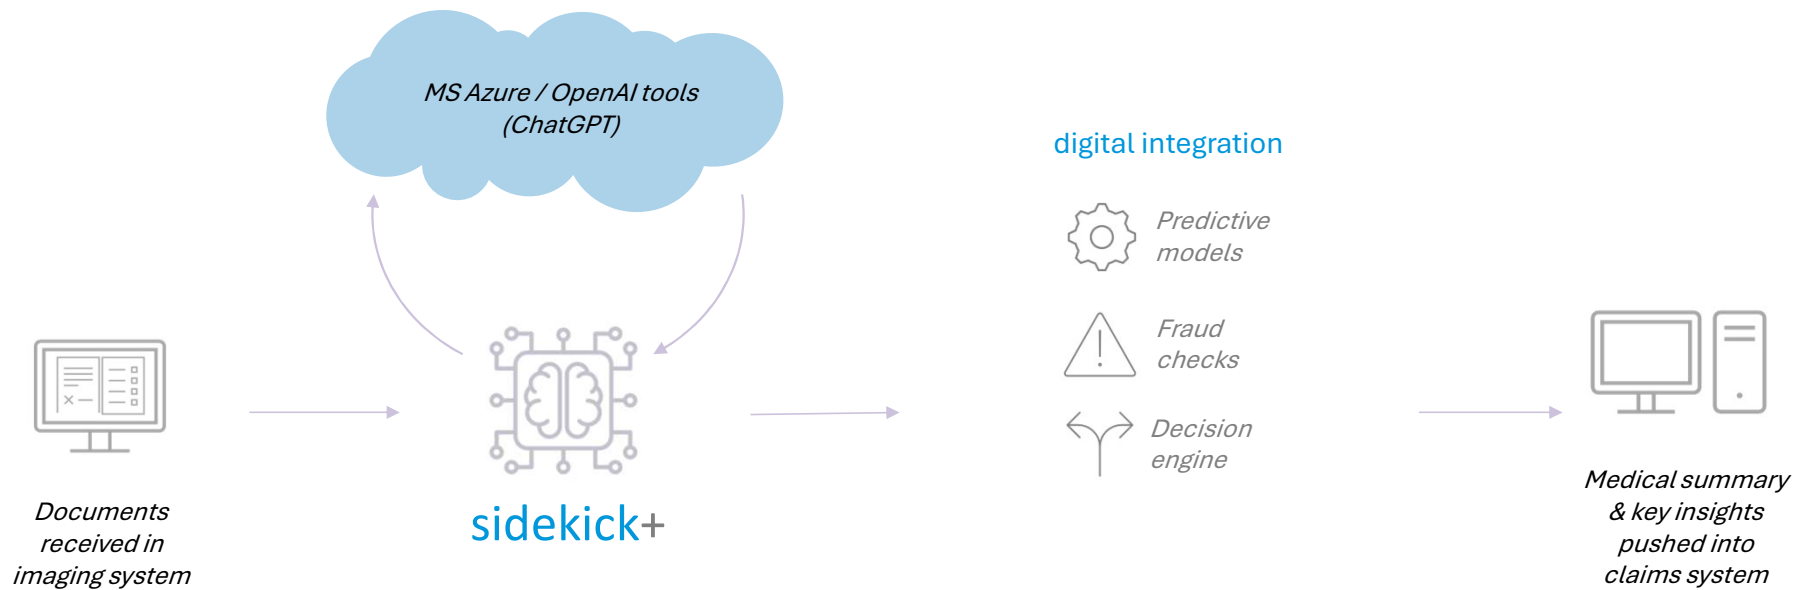 MS Azure / OpenAI tools
(ChatGPT)
digital integration
Predictive
models
Fraud
checks
Decision
engine
Documents
received in
imaging system
sidekick+
Medical summary
& key insights
pushed into
claims system